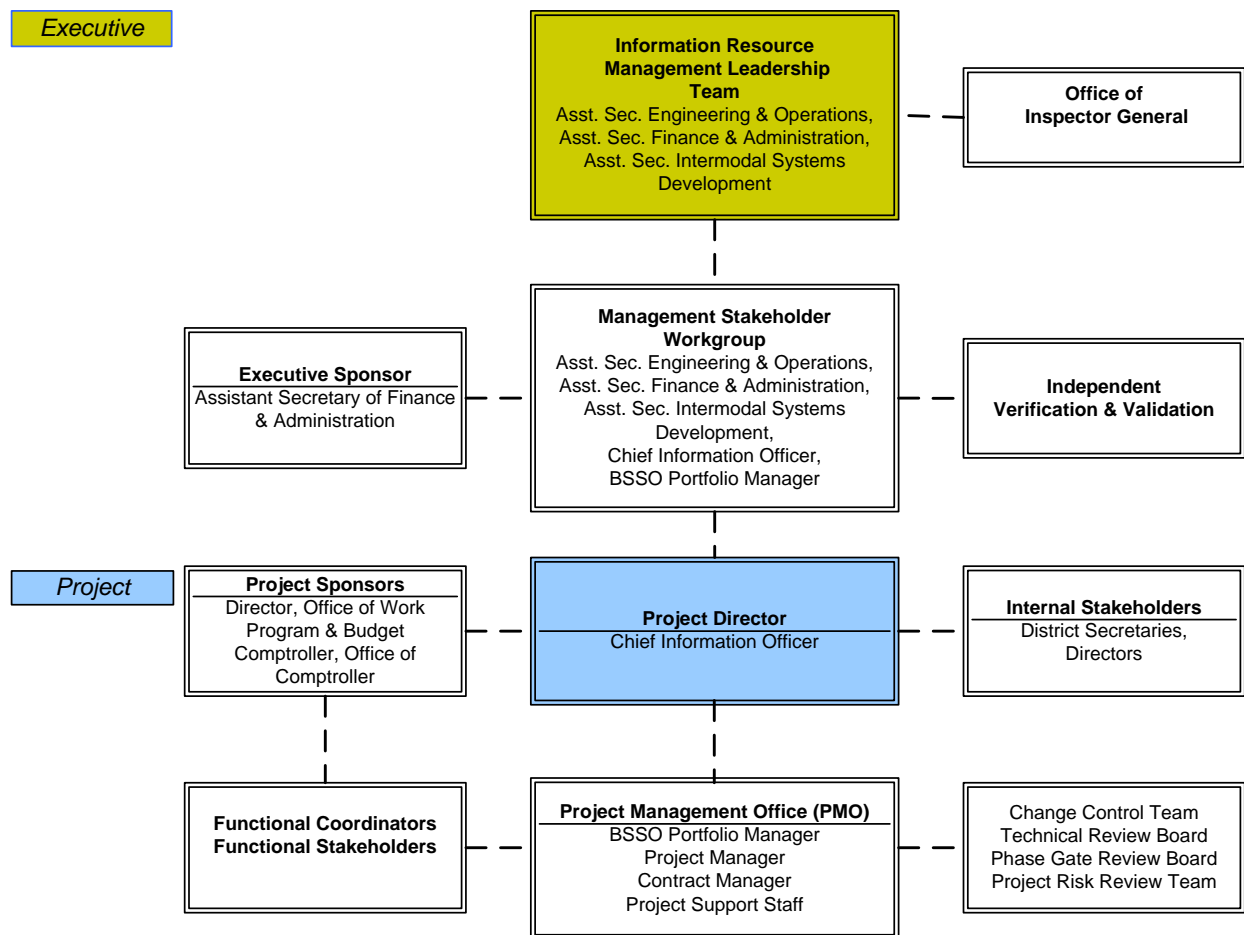 Executive
Information Resource
Management Leadership
Team
Asst. Sec. Engineering & Operations,
Asst. Sec. Finance & Administration,
Asst. Sec. Intermodal Systems
Development
Office of
Inspector General
Executive Sponsor
Assistant Secretary of Finance
& Administration
Management Stakeholder
Workgroup
Asst. Sec. Engineering & Operations,
Asst. Sec. Finance & Administration,
Asst. Sec. Intermodal Systems
Development,
Chief Information Officer,
BSSO Portfolio Manager
Independent
Verification & Validation
Project
Project Sponsors
Director, Office of Work
Program & Budget
Comptroller, Office of
Comptroller
Project Director
Chief Information Officer
Internal Stakeholders
District Secretaries,
Directors
Functional Coordinators
Functional Stakeholders
Project Management Office (PMO)
BSSO Portfolio Manager
Project Manager
Contract Manager
Project Support Staff
Change Control Team
Technical Review Board
Phase Gate Review Board
Project Risk Review Team